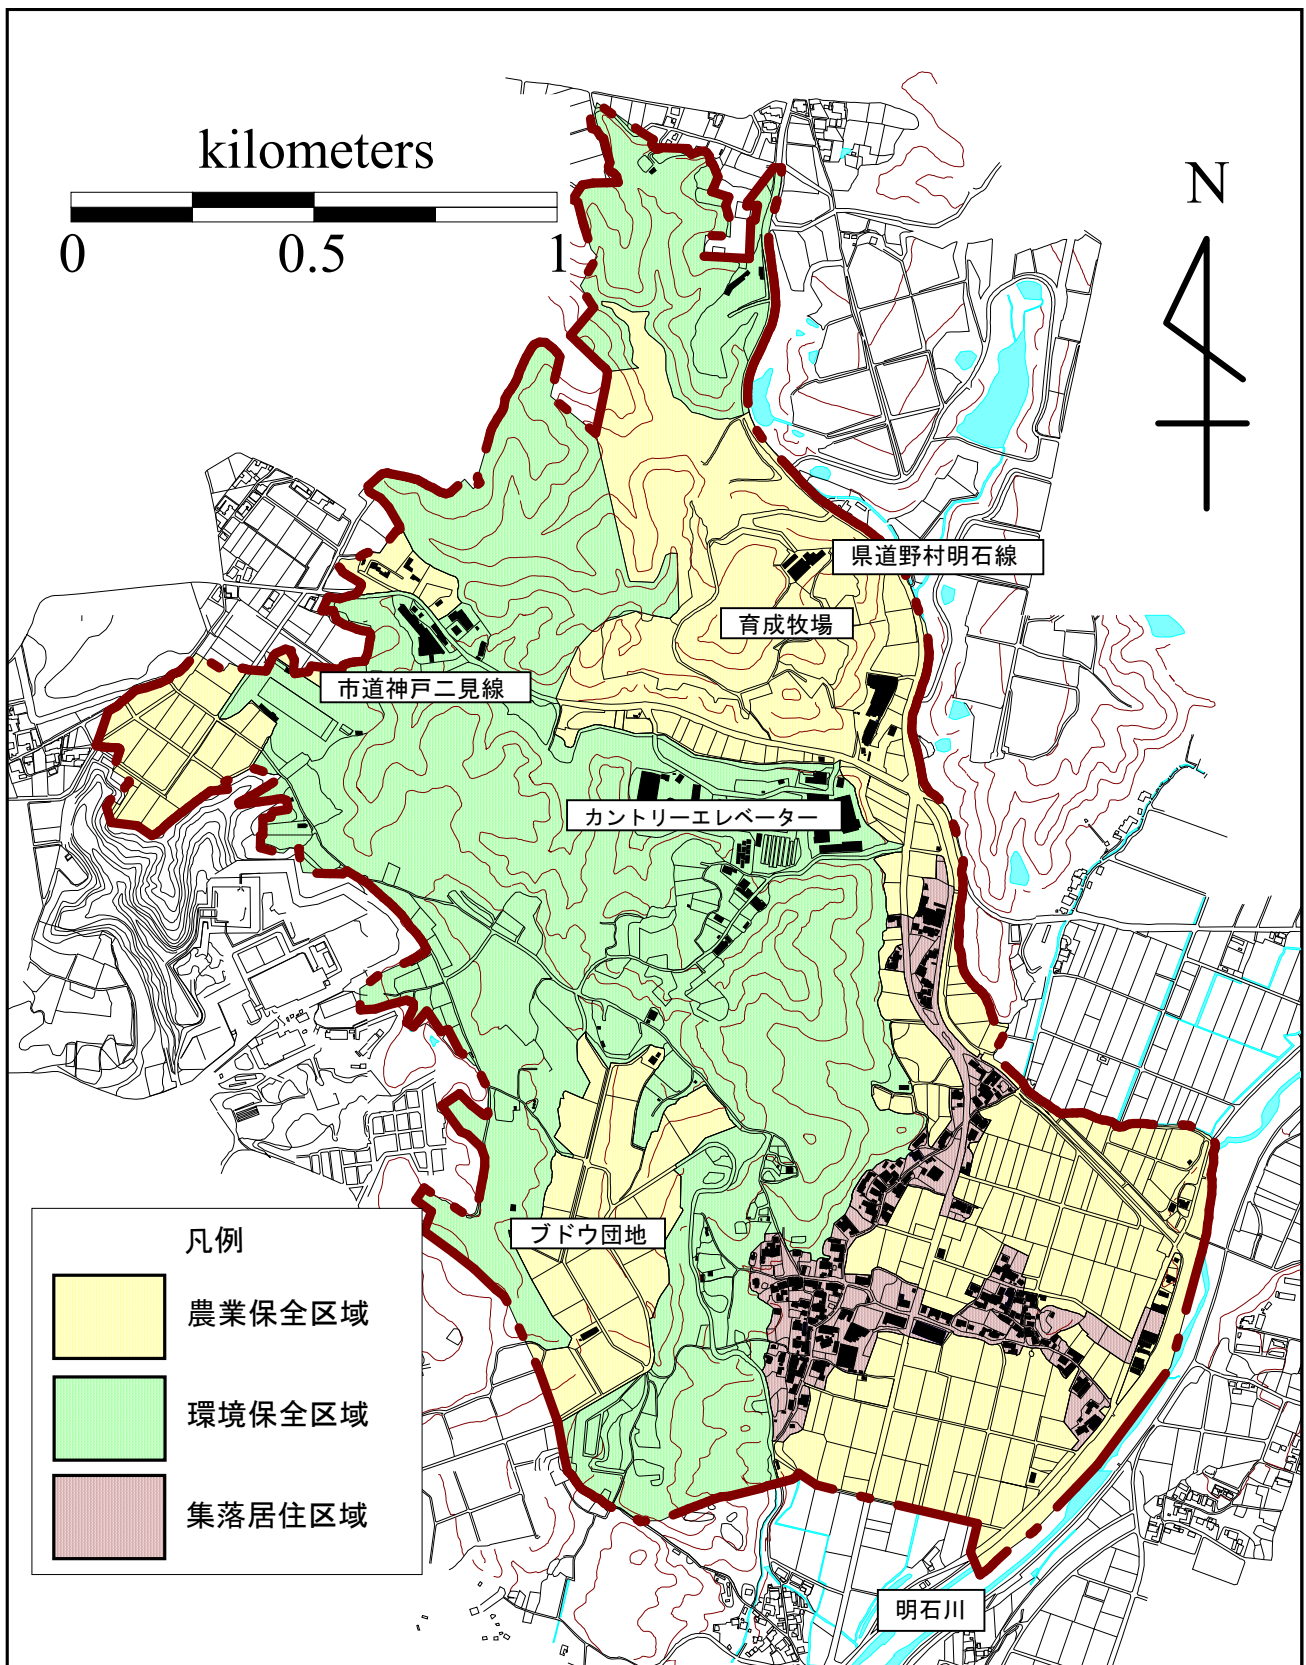 kilometers
0 0.5 1
N
県道野村明石線
育成牧場
市道神戸二見線
カントリーエレベーター
ブドウ団地
凡例
農業保全区域
環境保全区域
集落居住区域
明石川